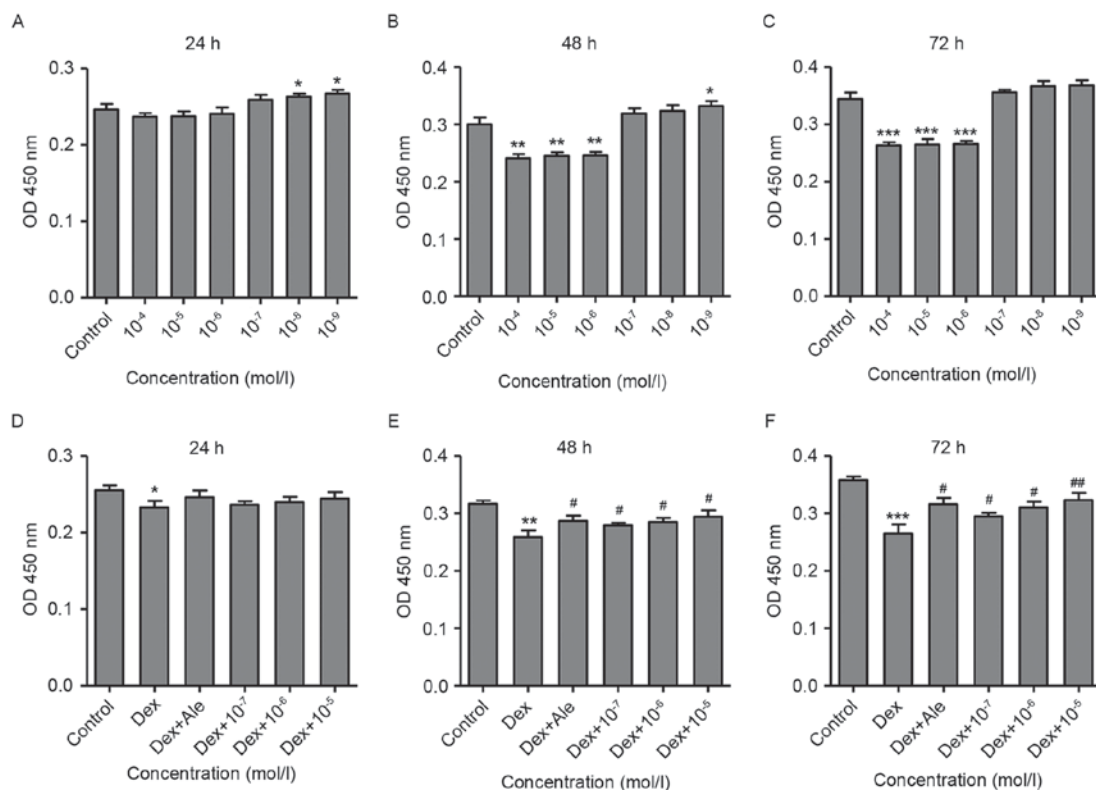 A
24 h
OD 450 nm
0.3
0.2
0.1
0.0
* *
Control 10-4 10-5 10-6 10-7 10-8 10-9
Concentration (mol/l)
B
48 h
OD 450 nm
0.4
0.3
0.2
0.1
0.0
** ** ** *
Control 10-4 10-5 10-6 10-7 10-8 10-9
Concentration (mol/l)
C
72 h
OD 450 nm
0.4
0.3
0.2
0.1
0.0
*** *** ***
Control 10-4 10-5 10-6 10-7 10-8 10-9
Concentration (mol/l)
D
24 h
OD 450 nm
0.3
0.2
0.1
0.0
*
Control Dex Dex+Ale Dex+10-7 Dex+10-6 Dex+10-5
Concentration (mol/l)
E
48 h
OD 450 nm
0.4
0.3
0.2
0.1
0.0
** # # # #
Control Dex Dex+Ale Dex+10-7 Dex+10-6 Dex+10-5
Concentration (mol/l)
F
72 h
OD 450 nm
0.4
0.3
0.2
0.1
0.0
*** # # # ##
Control Dex Dex+Ale Dex+10-7 Dex+10-6 Dex+10-5
Concentration (mol/l)